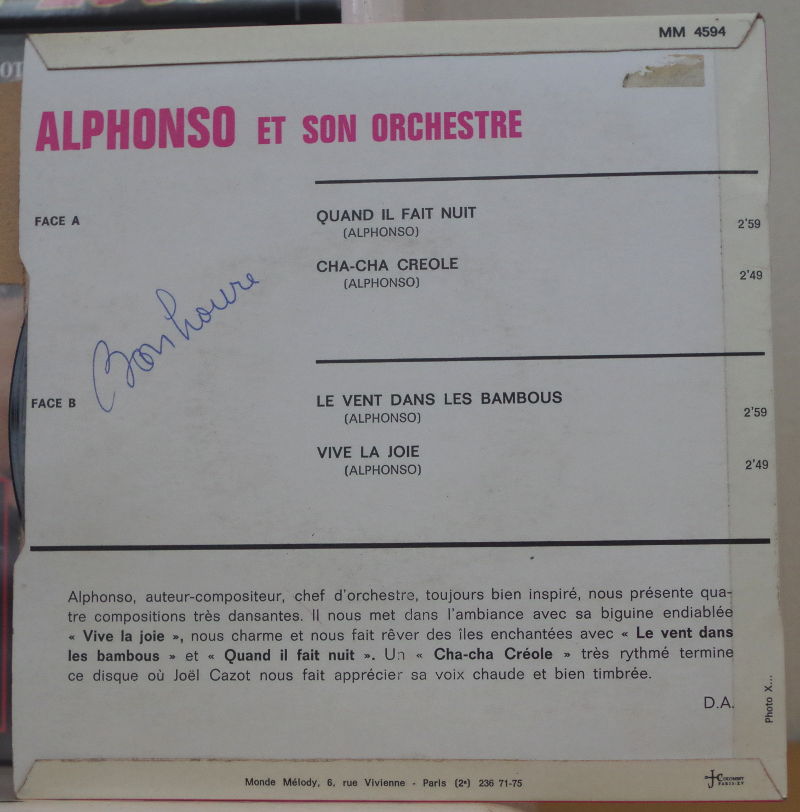 MM 4594
ALPHONSO ET SON ORCHESTRE
FACE A
QUAND IL FAIT NUIT
(ALPHONSO)
2'59
CHA-CHA CREOLE
(ALPHONSO)
2'49
Bonhoure
FACE B
LE VENT DANS LES BAMBOUS
(ALPHONSO)
2'59
VIVE LA JOIE
(ALPHONSO)
2'49
Alphonso, auteur-compositeur, chef d'orchestre, toujours bien inspiré, nous présente qua-
tre compositions très dansantes. Il nous met dans l'ambiance avec sa biguine endiablée
« Vive la joie », nous charme et nous fait rêver des îles enchantées avec « Le vent dans
les bambous » et « Quand il fait nuit ». Un « Cha-cha Créole » très rythmé termine
ce disque où Joël Cazot nous fait apprécier sa voix chaude et bien timbrée.
D.A.
Photo X...
Monde Mélody, 6, rue Vivienne - Paris (2e) 236 71-75